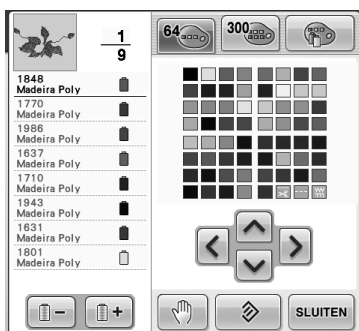 1
9
64
300
1848
Madeira Poly
1770
Madeira Poly
1986
Madeira Poly
1637
Madeira Poly
1710
Madeira Poly
1943
Madeira Poly
1631
Madeira Poly
1801
Madeira Poly
SLUITEN